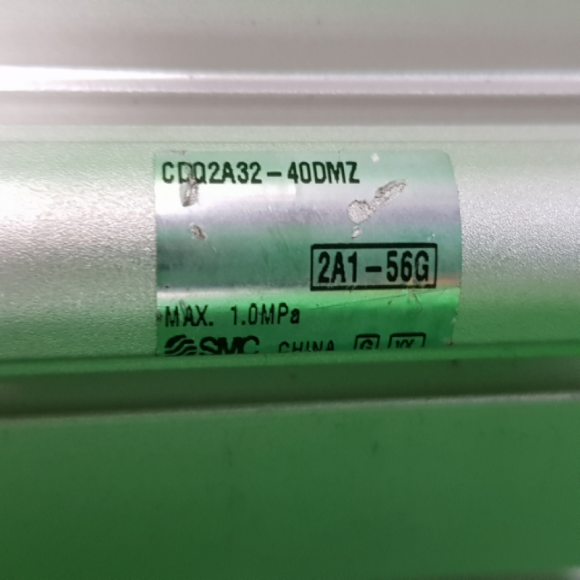 CDQ2A32-40DMZ
2A1-56G
MAX. 1.0MPa
SMC CHINA G